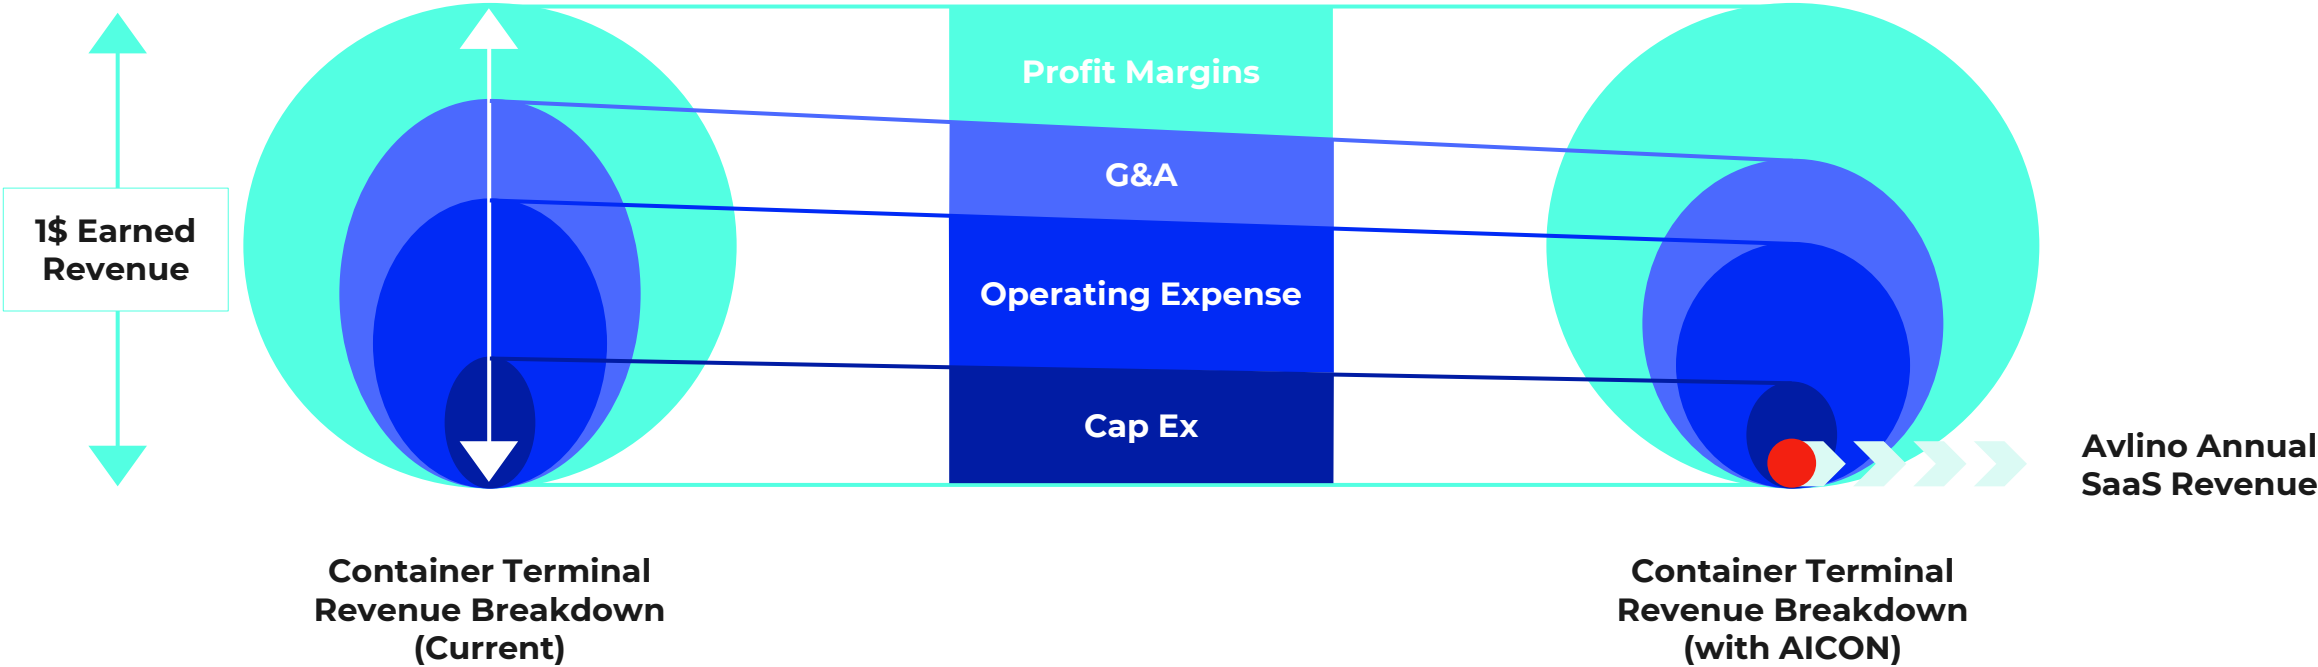 1$ Earned
Revenue
Profit Margins
G&A
Operating Expense
Cap Ex
Avlino Annual
SaaS Revenue
Container Terminal
Revenue Breakdown
(Current)
Container Terminal
Revenue Breakdown
(with AICON)